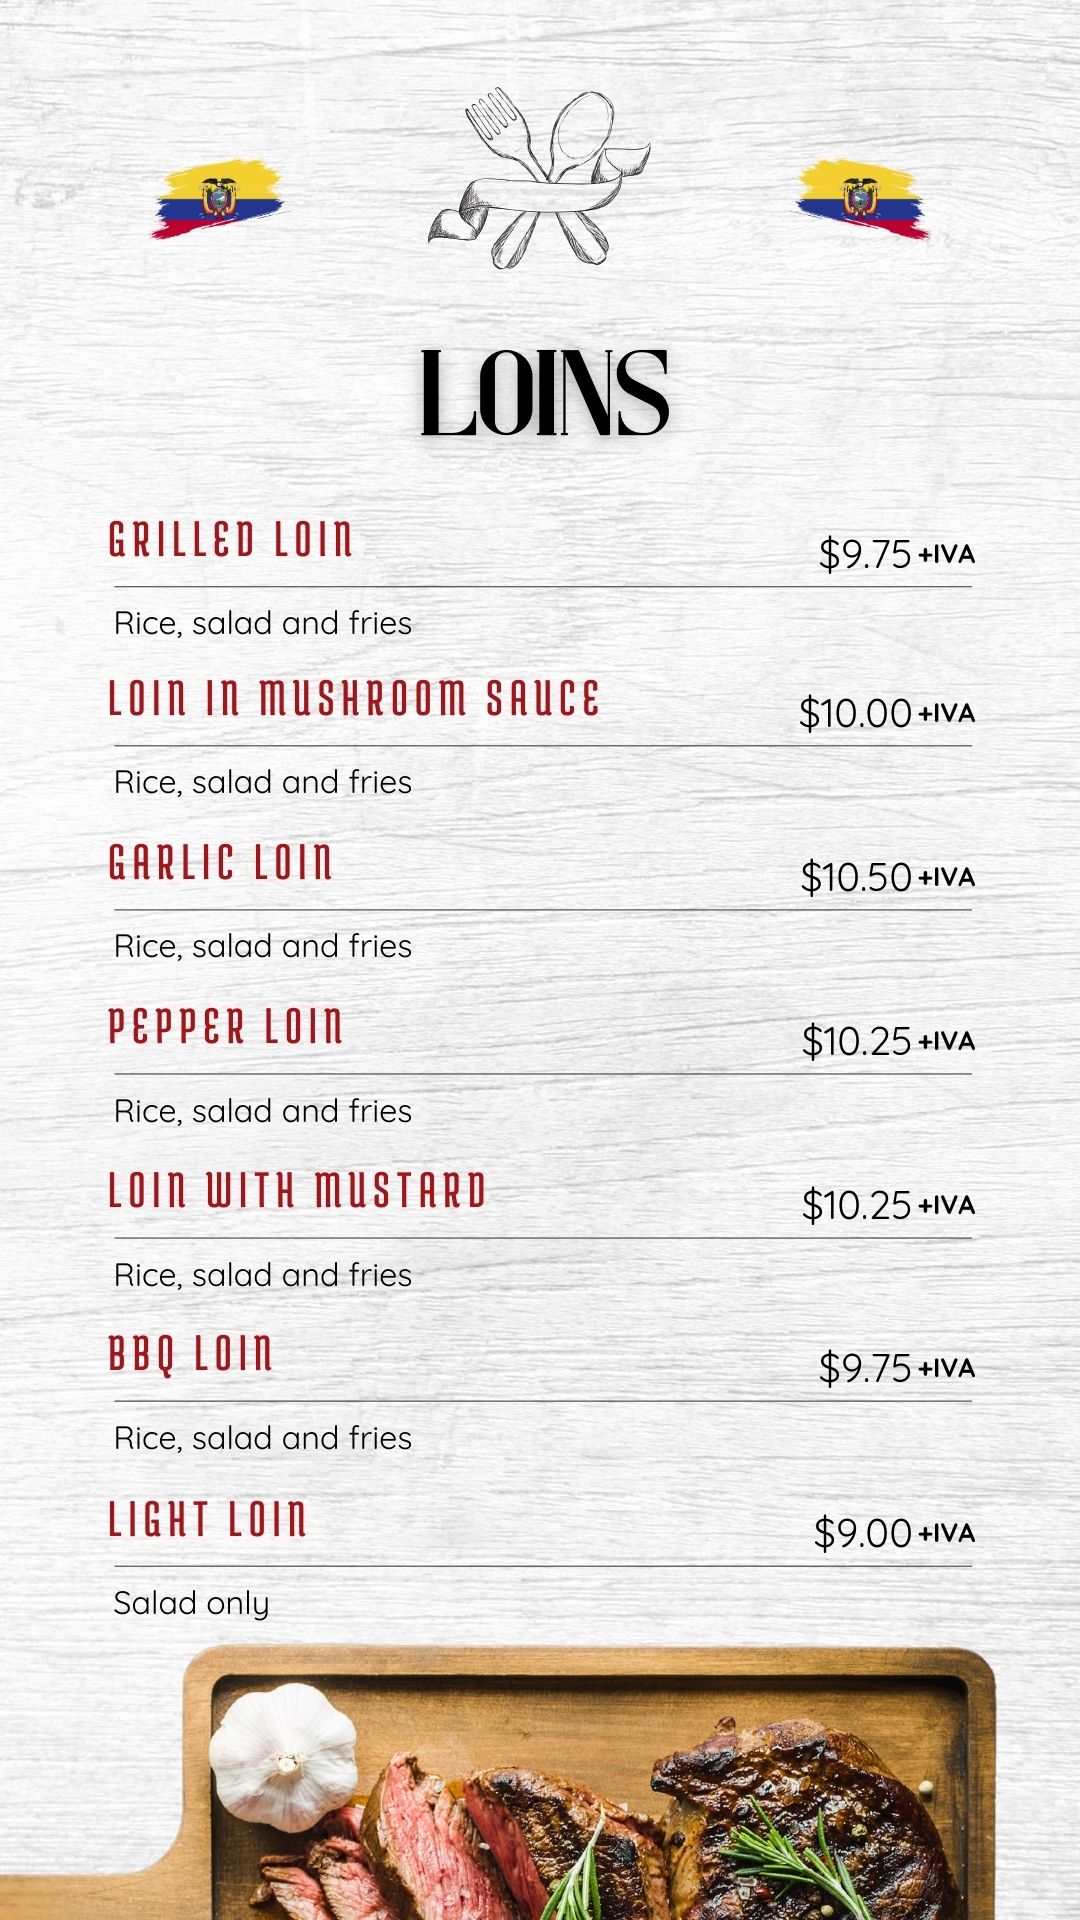 LOINS
GRILLED LOIN
$9.75 +IVA
Rice, salad and fries
LOIN IN MUSHROOM SAUCE
$10.00 +IVA
Rice, salad and fries
GARLIC LOIN
$10.50 +IVA
Rice, salad and fries
PEPPER LOIN
$10.25 +IVA
Rice, salad and fries
LOIN WITH MUSTARD
$10.25 +IVA
Rice, salad and fries
BBQ LOIN
$9.75 +IVA
Rice, salad and fries
LIGHT LOIN
$9.00 +IVA
Salad only